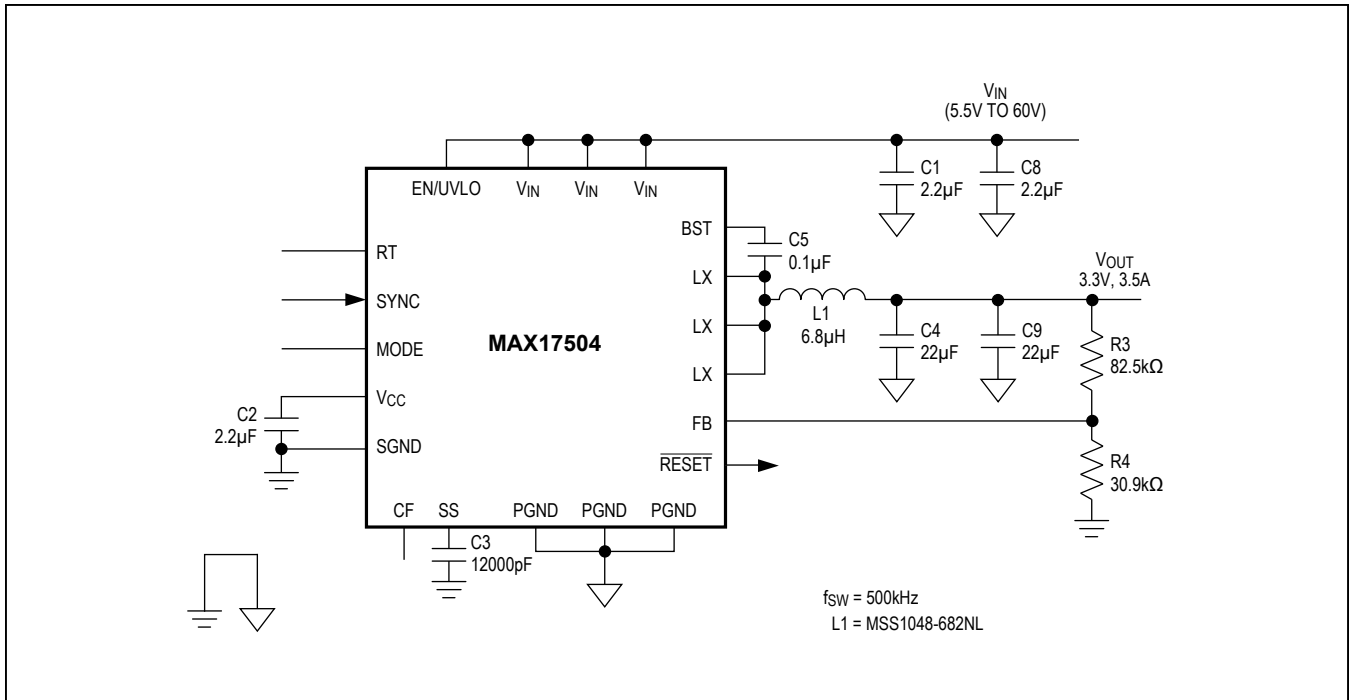 VIN
(5.5V TO 60V)
EN/UVLO
VIN
VIN
VIN
C1
2.2µF
C8
2.2µF
BST
C5
0.1µF
RT
LX
VOUT
3.3V, 3.5A
SYNC
L1
6.8µH
MAX17504
LX
C4
22µF
C9
22µF
R3
82.5kΩ
MODE
LX
VCC
C2
2.2µF
FB
SGND
RESET
R4
30.9kΩ
CF
SS
PGND
PGND
PGND
C3
12000pF
fSW = 500kHz
L1 = MSS1048-682NL